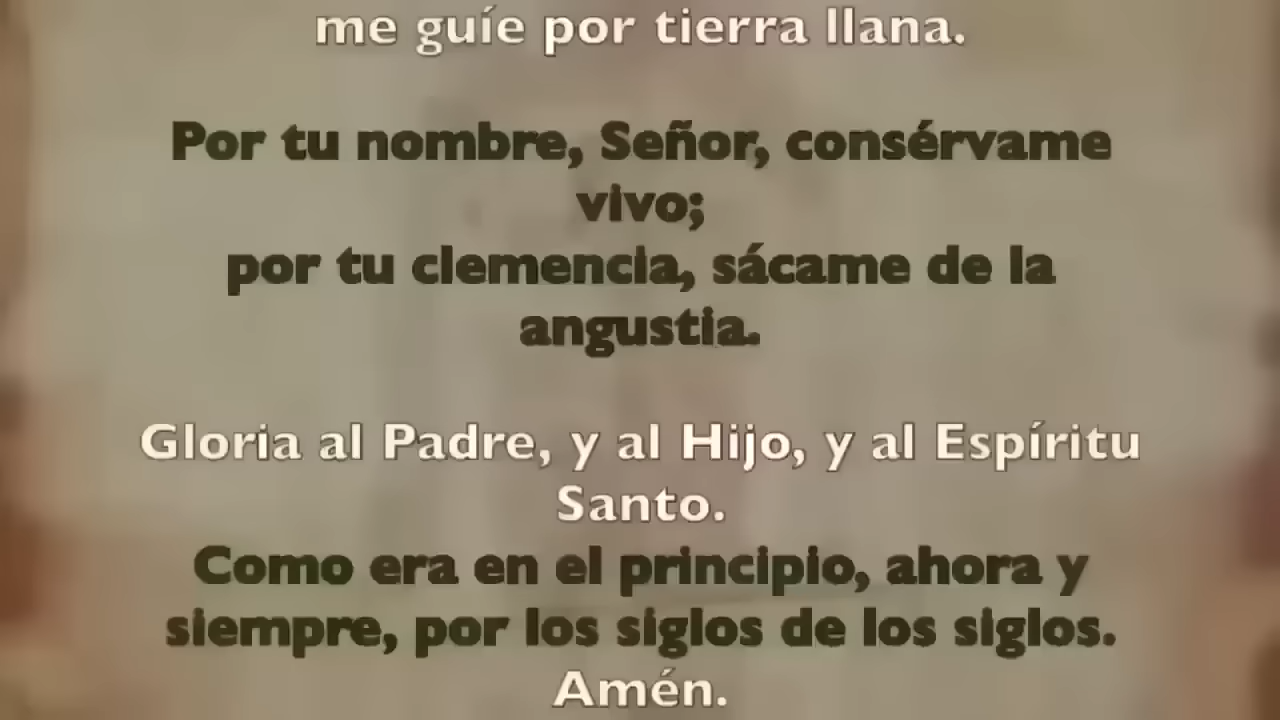 me guíe por tierra llana.
Por tu nombre, Señor, consérvame
vivo;
por tu clemencia, sácame de la
angustia.
Gloria al Padre, y al Hijo, y al Espíritu
Santo.
Como era en el principio, ahora y
siempre, por los siglos de los siglos.
Amén.